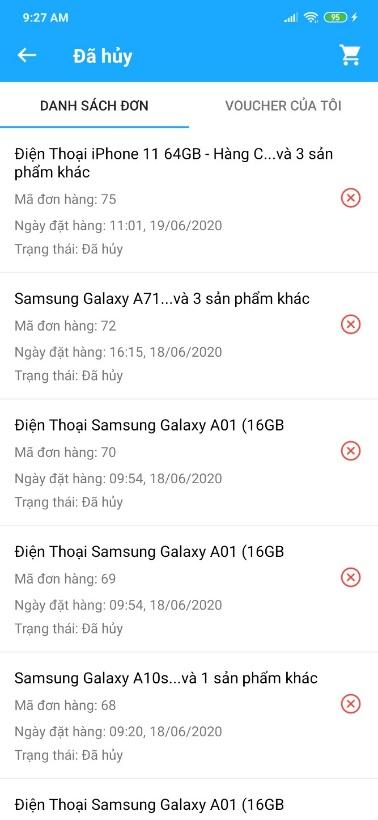 9:27 AM
95
Đã hủy
DANH SÁCH ĐƠN
VOUCHER CỦA TÔI
Điện Thoại iPhone 11 64GB - Hàng C...và 3 sản
phẩm khác
Mã đơn hàng: 75
Ngày đặt hàng: 11:01, 19/06/2020
Trạng thái: Đã hủy
Samsung Galaxy A71...và 3 sản phẩm khác
Mã đơn hàng: 72
Ngày đặt hàng: 16:15, 18/06/2020
Trạng thái: Đã hủy
Điện Thoại Samsung Galaxy A01 (16GB
Mã đơn hàng: 70
Ngày đặt hàng: 09:54, 18/06/2020
Trạng thái: Đã hủy
Điện Thoại Samsung Galaxy A01 (16GB
Mã đơn hàng: 69
Ngày đặt hàng: 09:54, 18/06/2020
Trạng thái: Đã hủy
Samsung Galaxy A10s...và 1 sản phẩm khác
Mã đơn hàng: 68
Ngày đặt hàng: 09:20, 18/06/2020
Trạng thái: Đã hủy
Điện Thoại Samsung Galaxy A01 (16GB